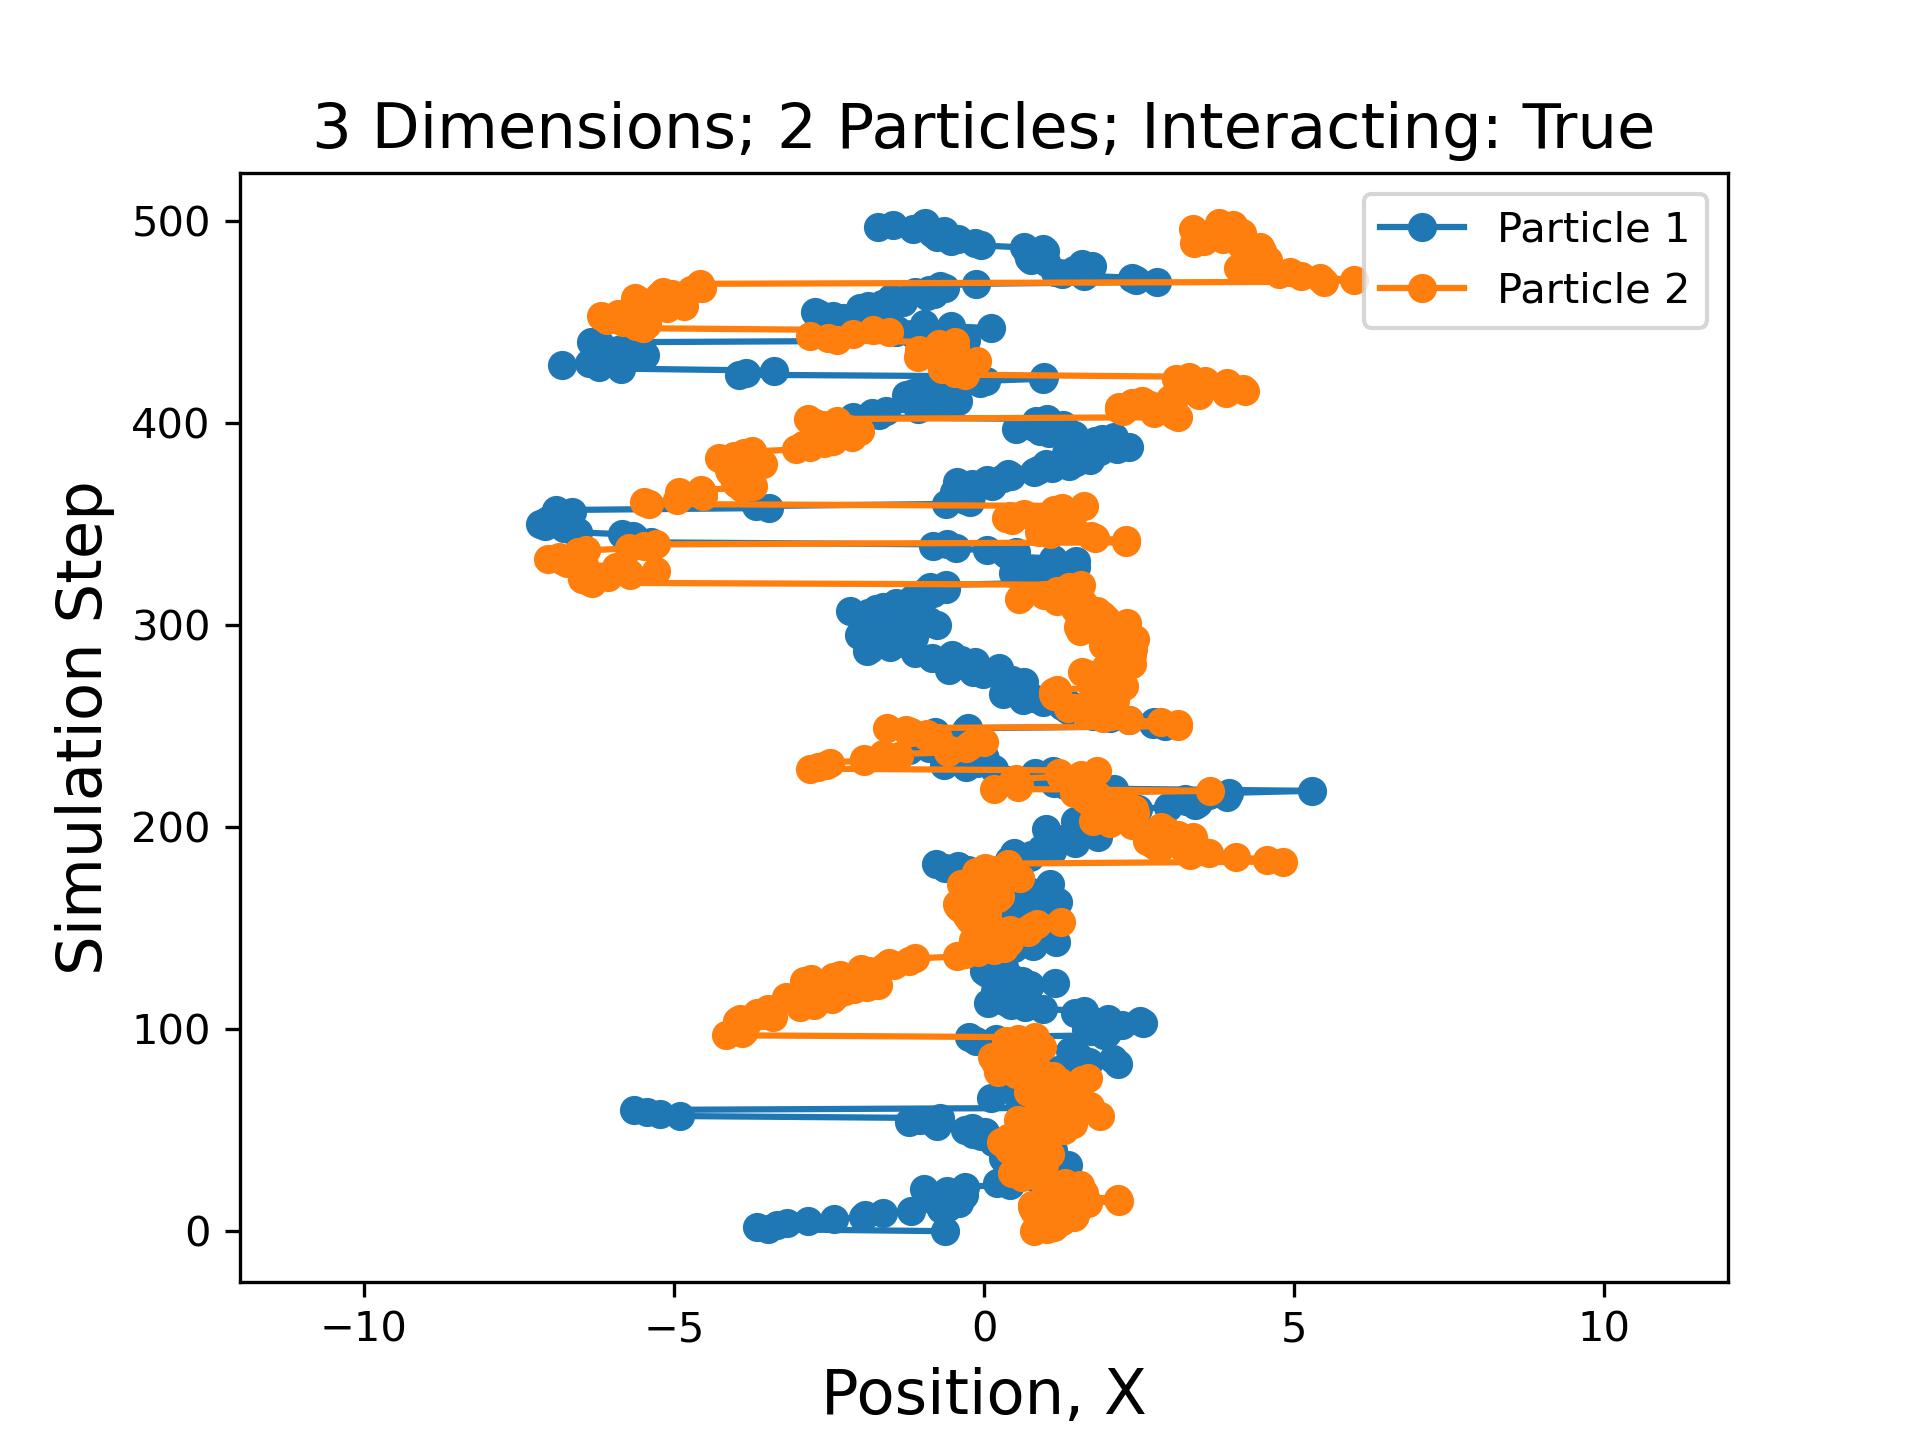 3 Dimensions; 2 Particles; Interacting: True
Particle 1
Particle 2
Simulation Step
500
400
300
200
100
0
−10
−5
0
5
10
Position, X